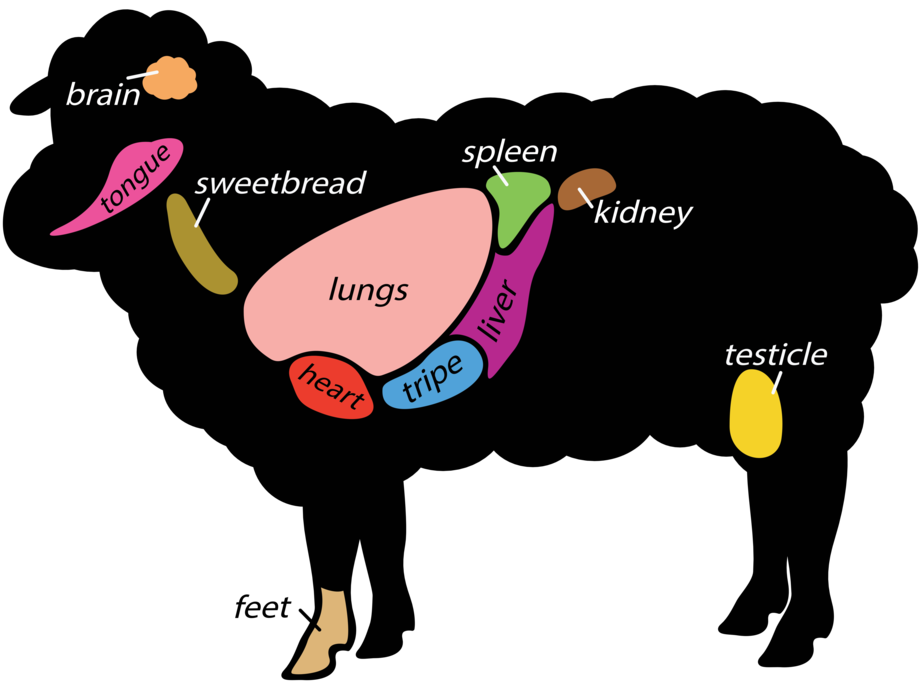 brain
tongue
sweetbread
spleen
kidney
lungs
liver
heart
tripe
testicle
feet